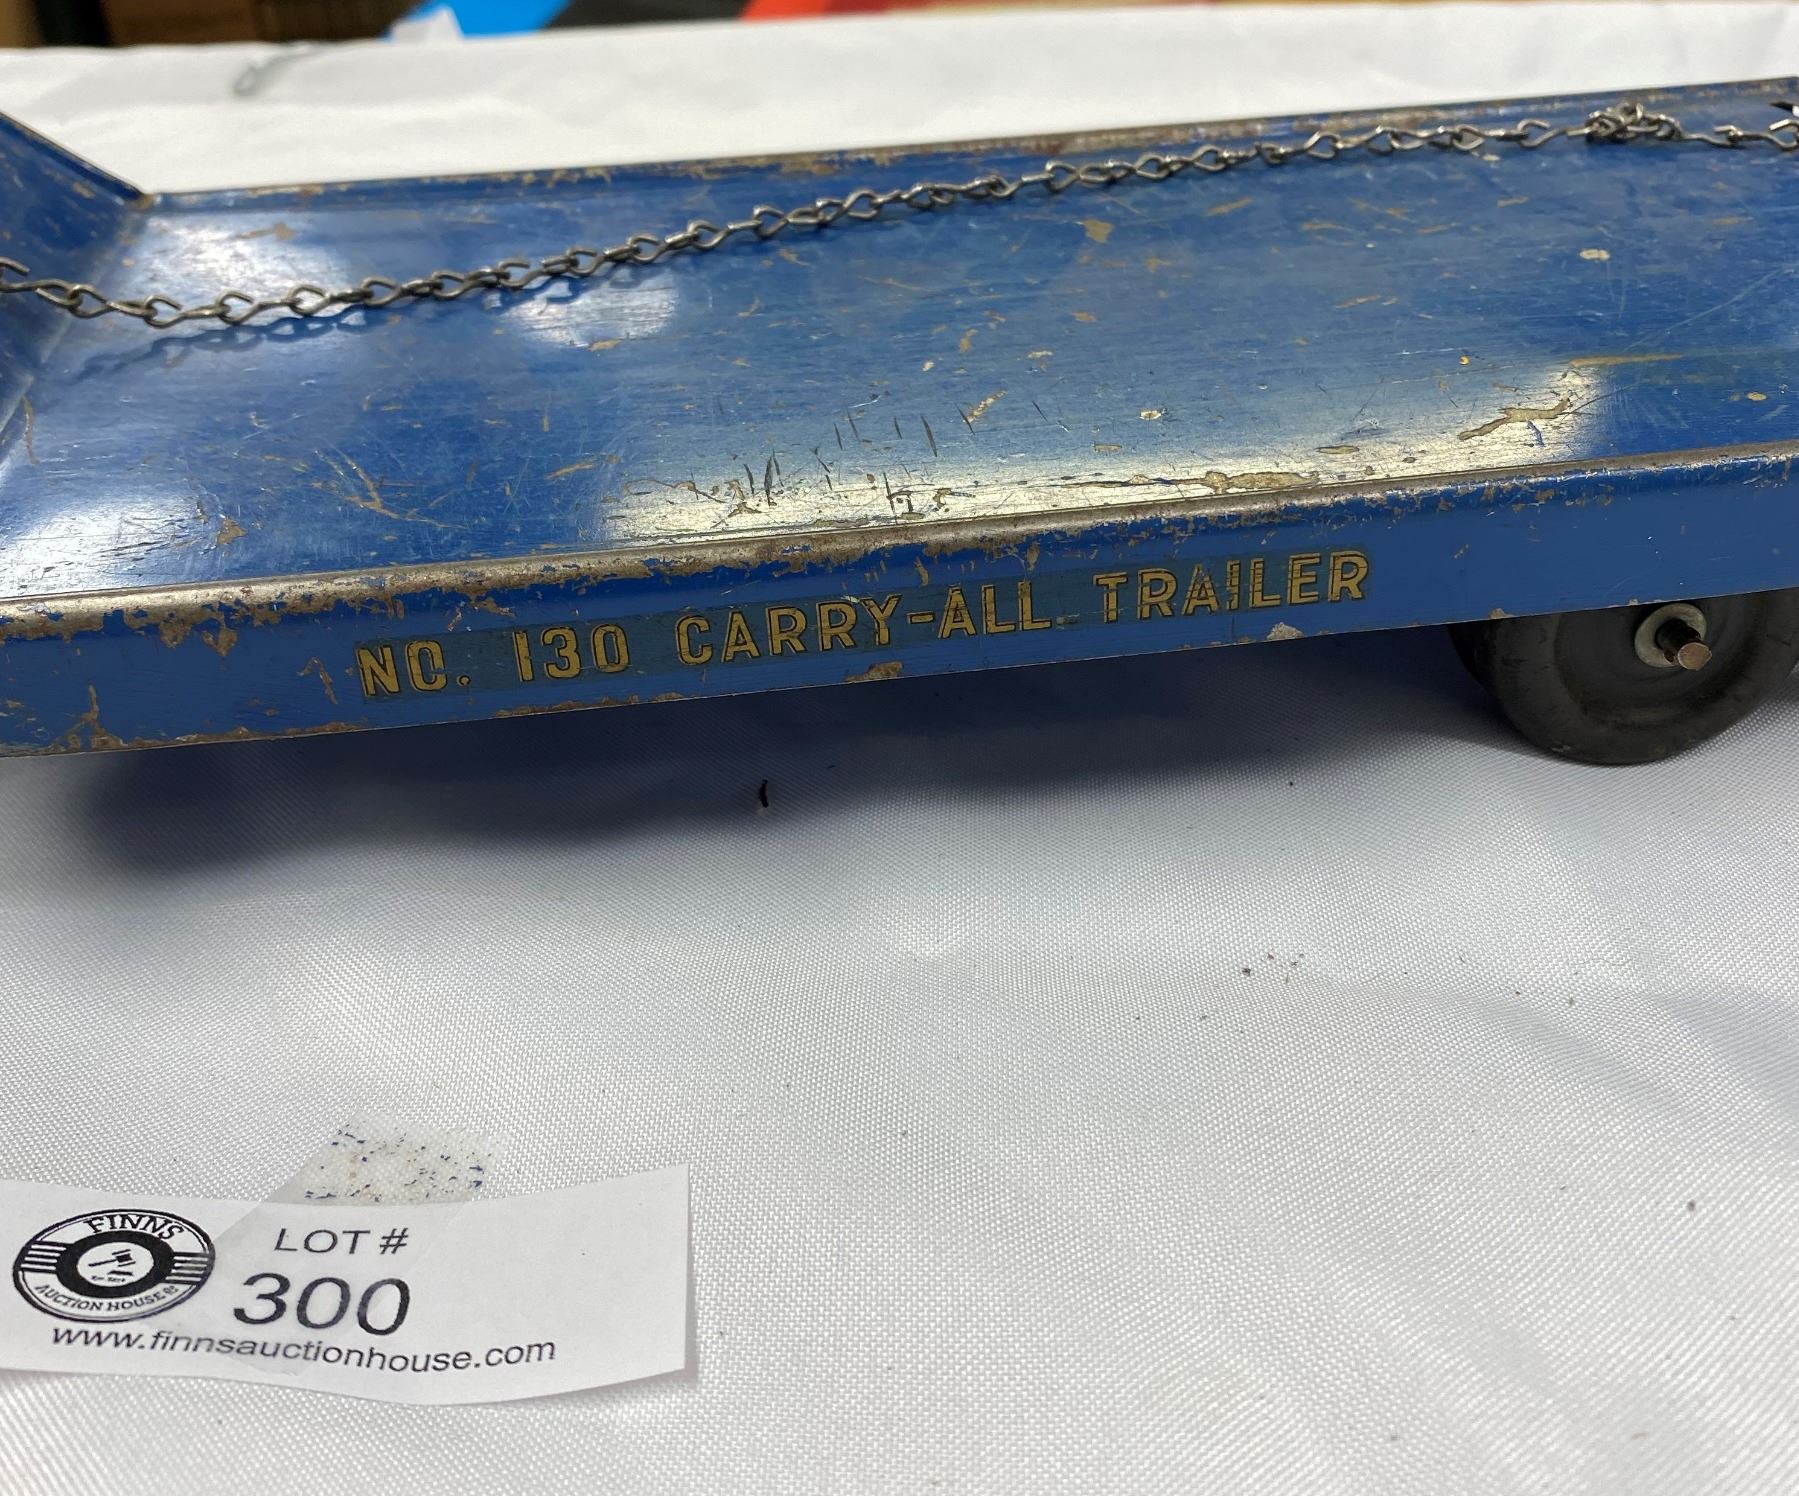 NO. 130 CARRY-ALL TRAILER
FINNS
AUCTION HOUSE
LOT #
300
www.finnsauctionhouse.com